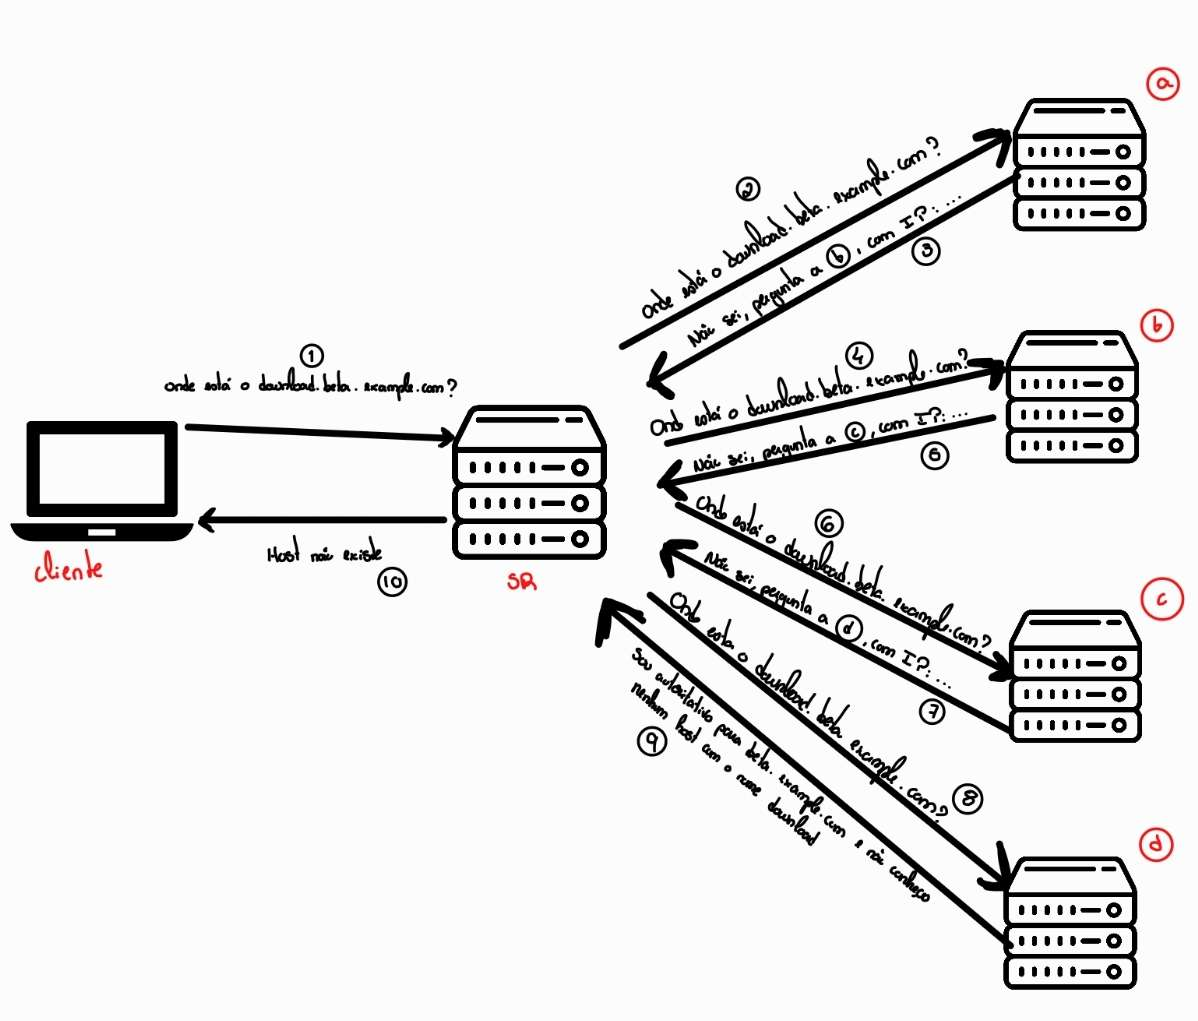 a
2
Onde está o download.beta.example.com?
Não sei, pergunta a b, com IP: ...
3
b
1
onde está o download.beta.example.com?
4
Onde está o download.beta.example.com?
Não sei, pergunta a c, com IP: ...
5
cliente
Host não existe
10
SR
c
Onde está o download.beta.example.com?
6
Não sei, pergunta a d, com IP: ...
7
d
Onde esta o download.beta.example.com?
8
Sou autoritativo para beta.example.com e não conheço
nenhum host com o nome download
9